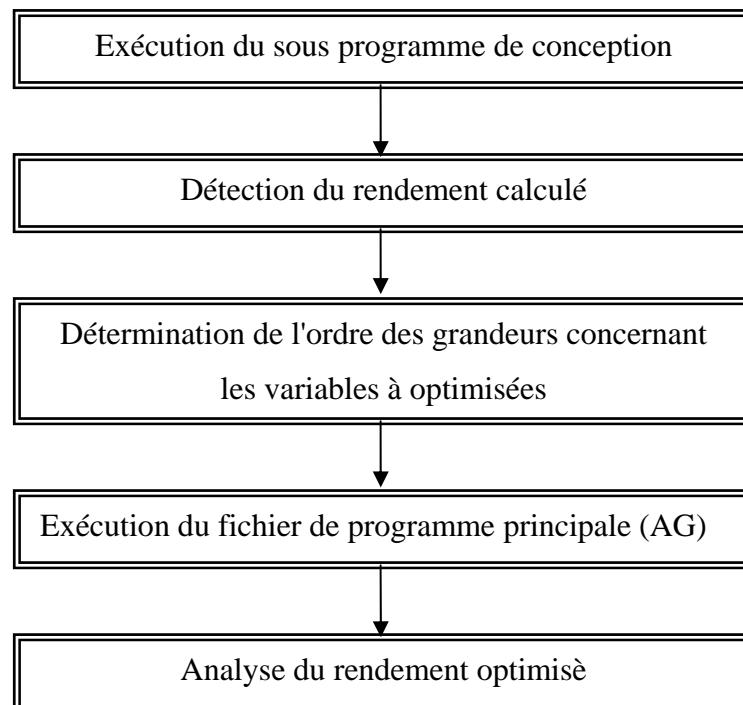 Exécution du sous programme de conception
Détection du rendement calculé
Détermination de l'ordre des grandeurs concernant
les variables à optimisées
Exécution du fichier de programme principale (AG)
Analyse du rendement optimisè